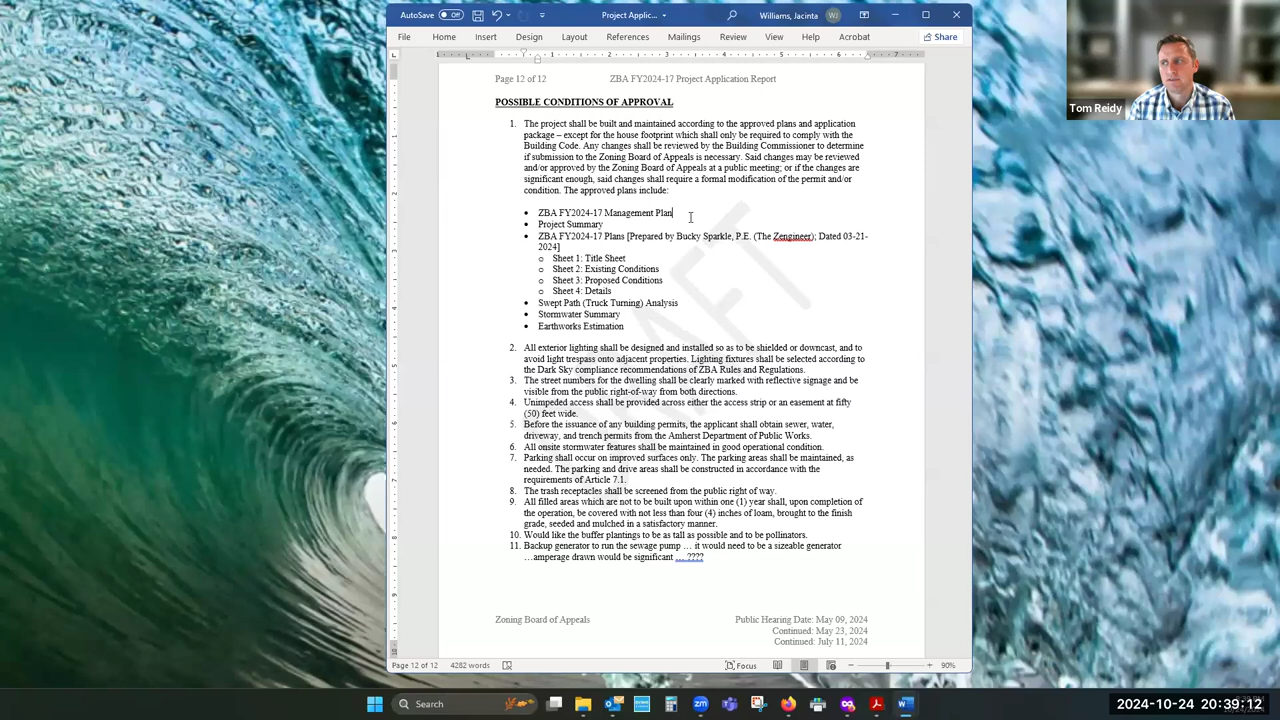 AutoSave Off Project Applic... Williams, Jacinta WJ
File Home Insert Design Layout References Mailings Review View Help Acrobat Share
Page 12 of 12 ZBA FY2024-17 Project Application Report
POSSIBLE CONDITIONS OF APPROVAL
1. The project shall be built and maintained according to the approved plans and application
package – except for the house footprint which shall only be required to comply with the
Building Code. Any changes shall be reviewed by the Building Commissioner to determine
if submission to the Zoning Board of Appeals is necessary. Said changes may be reviewed
and/or approved by the Zoning Board of Appeals at a public meeting; or if the changes are
significant enough, said changes shall require a formal modification of the permit and/or
condition. The approved plans include:
• ZBA FY2024-17 Management Plan
• Project Summary
• ZBA FY2024-17 Plans [Prepared by Bucky Sparkle, P.E. (The Zengineer); Dated 03-21-
2024]
o Sheet 1: Title Sheet
o Sheet 2: Existing Conditions
o Sheet 3: Proposed Conditions
o Sheet 4: Details
• Swept Path (Truck Turning) Analysis
• Stormwater Summary
• Earthworks Estimation
2. All exterior lighting shall be designed and installed so as to be shielded or downcast, and to
avoid light trespass onto adjacent properties. Lighting fixtures shall be selected according to
the Dark Sky compliance recommendations of ZBA Rules and Regulations.
3. The street numbers for the dwelling shall be clearly marked with reflective signage and be
visible from the public right-of-way from both directions.
4. Unimpeded access shall be provided across either the access strip or an easement at fifty
(50) feet wide.
5. Before the issuance of any building permits, the applicant shall obtain sewer, water,
driveway, and trench permits from the Amherst Department of Public Works.
6. All onsite stormwater features shall be maintained in good operational condition.
7. Parking shall occur on improved surfaces only. The parking areas shall be maintained, as
needed. The parking and drive areas shall be constructed in accordance with the
requirements of Article 7.1.
8. The trash receptacles shall be screened from the public right of way.
9. All filled areas which are not to be built upon within one (1) year shall, upon completion of
the operation, be covered with not less than four (4) inches of loam, brought to the finish
grade, seeded and mulched in a satisfactory manner.
10. Would like the buffer plantings to be as tall as possible and to be pollinators.
11. Backup generator to run the sewage pump … it would need to be a sizeable generator
…amperage drawn would be significant … ????
DRAFT
Zoning Board of Appeals Public Hearing Date: May 09, 2024
Continued: May 23, 2024
Continued: July 11, 2024
Page 12 of 12 4282 words Focus 90%
Tom Reidy
Search
2024-10-24 20:39:12